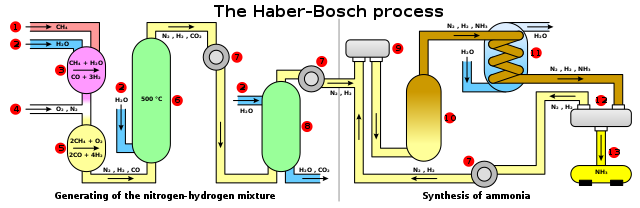 The Haber-Bosch process
1 CH₄
2 H₂O
CH₄ + H₂O
CO + 3H₂
3
4 O₂ , N₂
2CH₄ + O₂
2CO + 4H₂
5
N₂ , H₂ , CO
2
H₂O
500 °C
6
N₂ , H₂ , CO₂
7
2
H₂O
8
H₂O , CO₂
7
N₂ , H₂
9
10
N₂ , H₂ , NH₃
H₂O
H₂O
11
N₂ , H₂ , NH₃
N₂ , H₂
12
13
NH₃
7
N₂ , H₂
Generating of the nitrogen-hydrogen mixture
Synthesis of ammonia